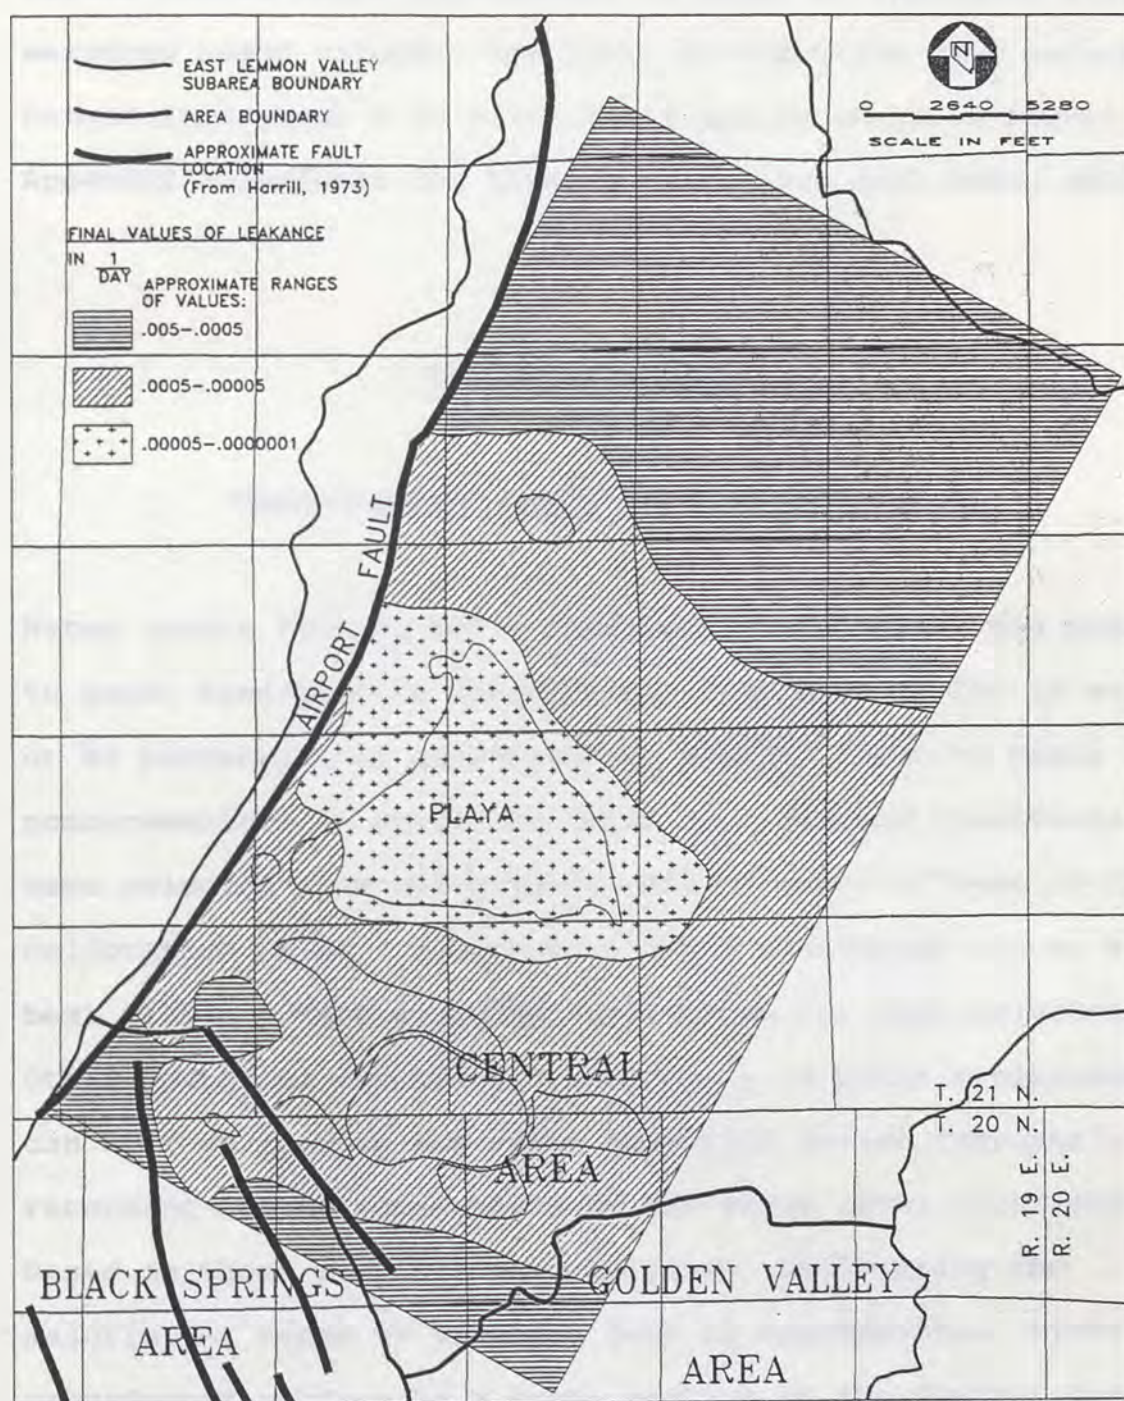 EAST LEMMON VALLEY
SUBAREA BOUNDARY
AREA BOUNDARY
APPROXIMATE FAULT
LOCATION
(From Harrill, 1973)
FINAL VALUES OF LEAKANCE
IN 1/DAY
APPROXIMATE RANGES
OF VALUES:
.005-.0005
.0005-.00005
.00005-.0000001
N
0 2640 5280
SCALE IN FEET
AIRPORT FAULT
PLAYA
CENTRAL
AREA
T. 21 N.
T. 20 N.
R. 19 E.
R. 20 E.
BLACK SPRINGS
AREA
GOLDEN VALLEY
AREA